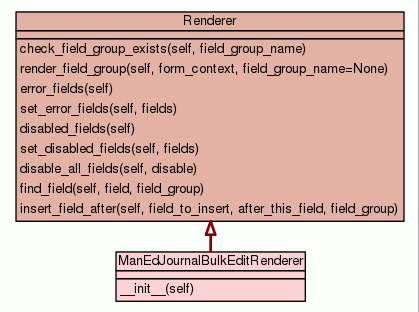 Renderer
check_field_group_exists(self, field_group_name)
render_field_group(self, form_context, field_group_name=None)
error_fields(self)
set_error_fields(self, fields)
disabled_fields(self)
set_disabled_fields(self, fields)
disable_all_fields(self, disable)
find_field(self, field, field_group)
insert_field_after(self, field_to_insert, after_this_field, field_group)
ManEdJournalBulkEditRenderer
__init__(self)